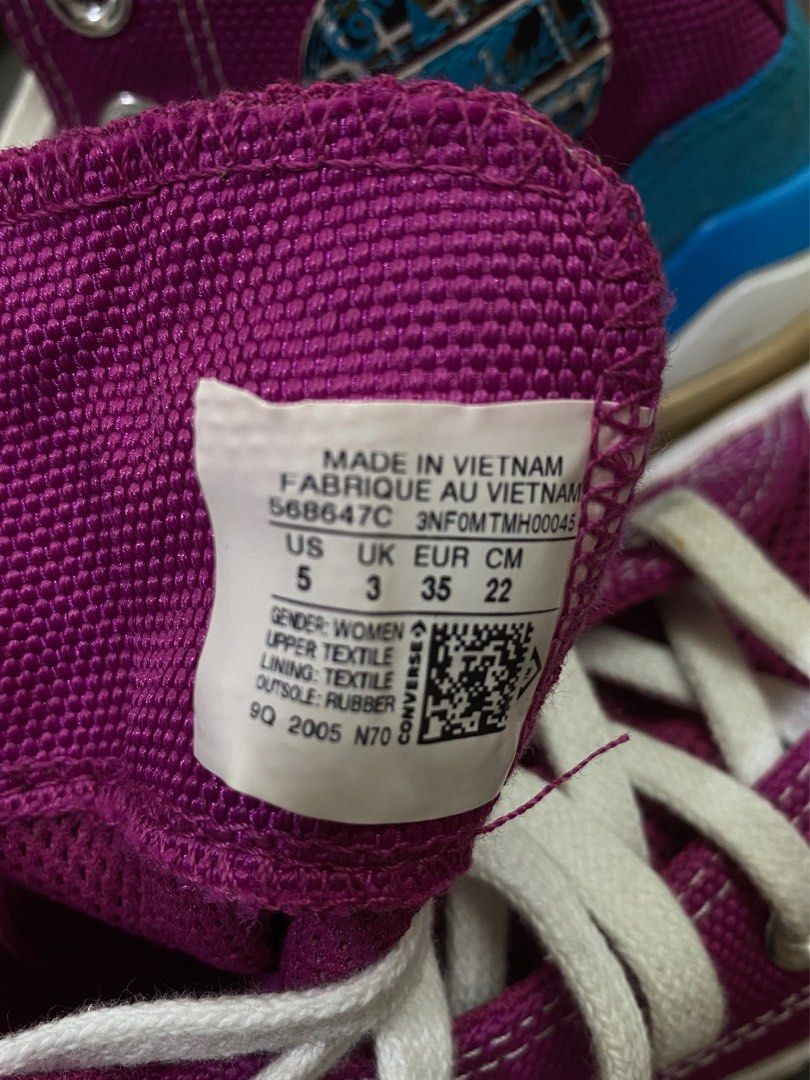 MADE IN VIETNAM
FABRIQUE AU VIETNAM
568647C 3NF0MTMH00045
US UK EUR CM
5 3 35 22
GENDER: WOMEN
UPPER TEXTILE
LINING: TEXTILE
OUTSOLE: RUBBER
9Q 2005 N70
CONVERSE